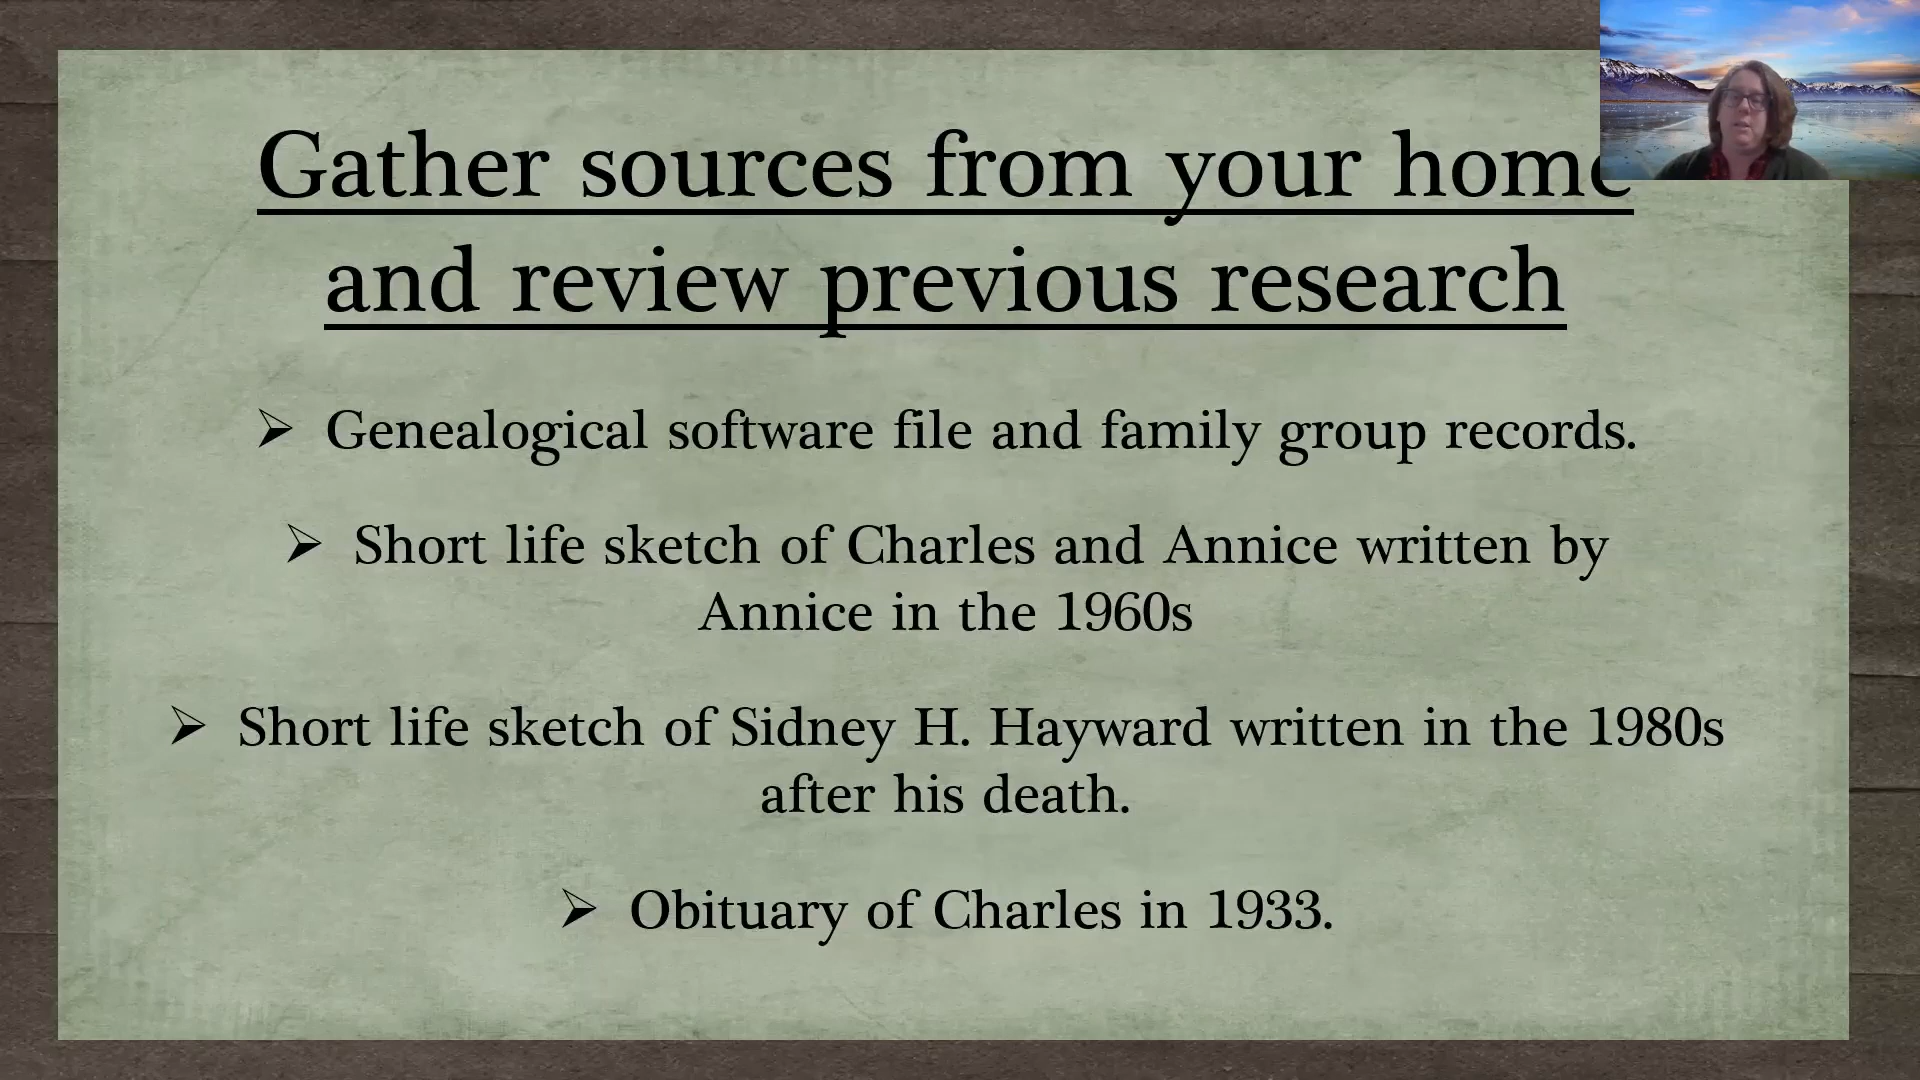 Gather sources from your home
and review previous research
➢ Genealogical software file and family group records.
➢ Short life sketch of Charles and Annice written by
Annice in the 1960s
➢ Short life sketch of Sidney H. Hayward written in the 1980s
after his death.
➢ Obituary of Charles in 1933.